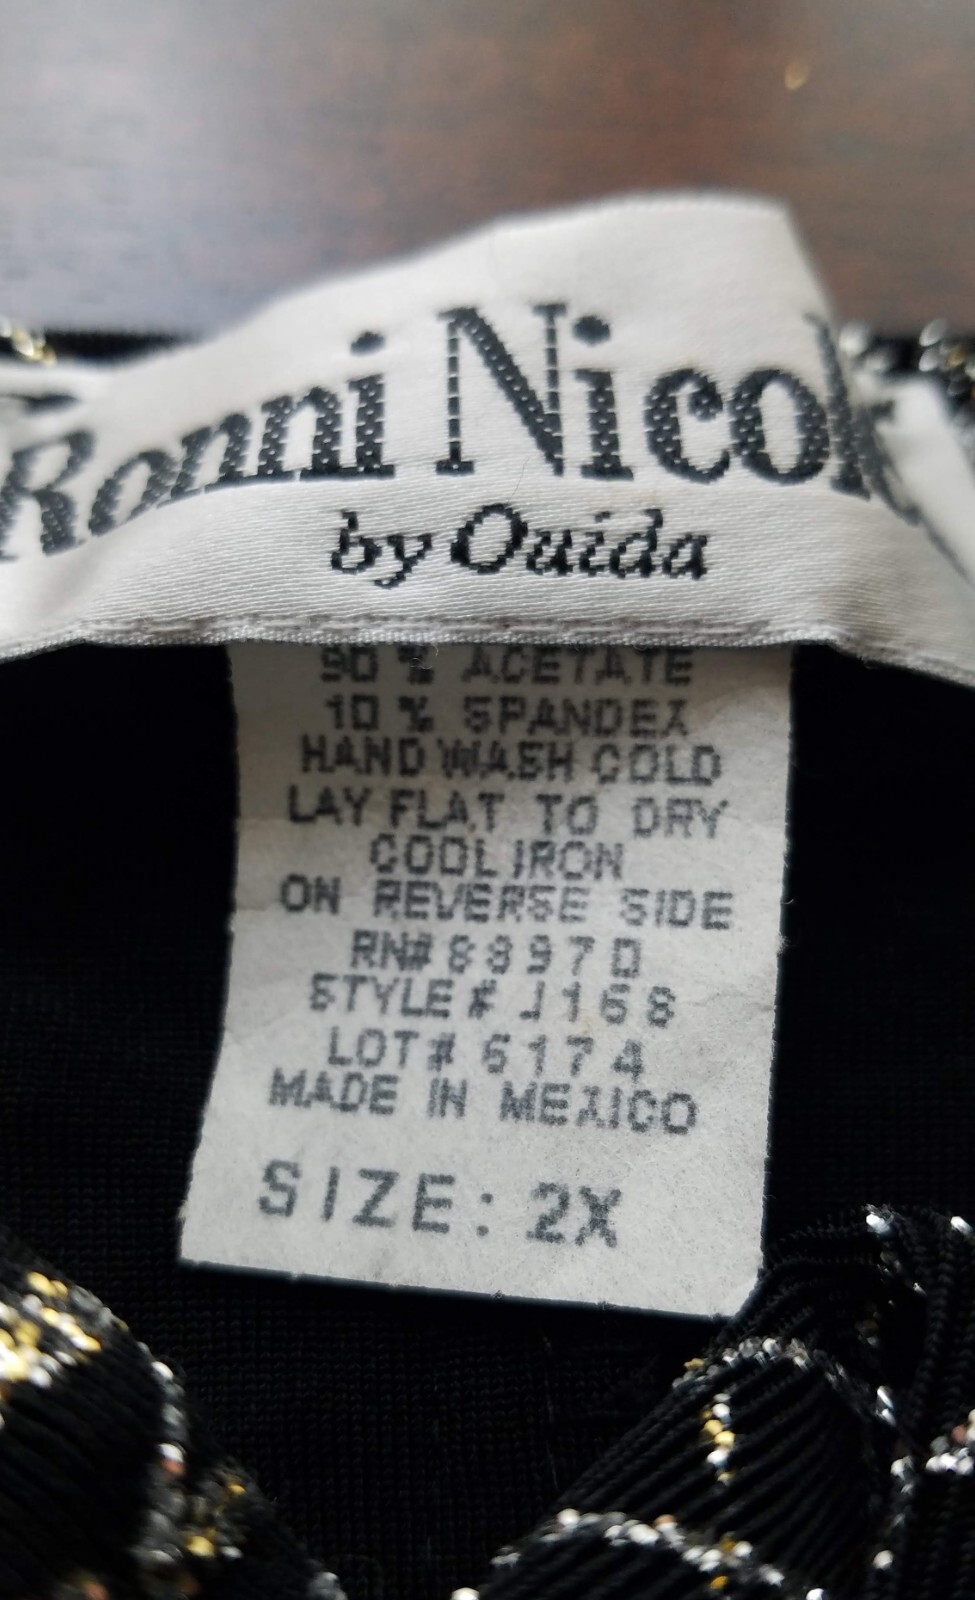 Ronni Nicole
by Ouida
90 % ACETATE
10 % SPANDEX
HAND WASH COLD
LAY FLAT TO DRY
COOL IRON
ON REVERSE SIDE
RN# 88970
STYLE # J168
LOT# 6174
MADE IN MEXICO
SIZE: 2X